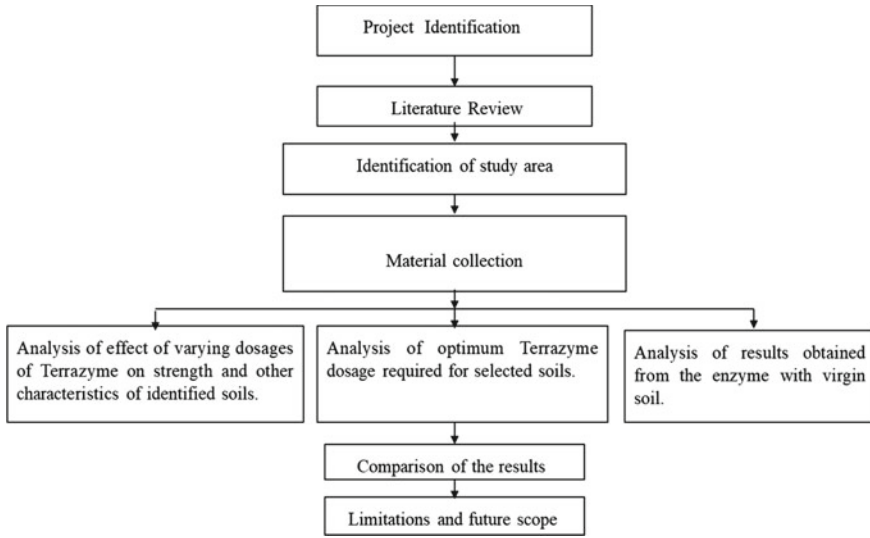 Project Identification
Literature Review
Identification of study area
Material collection
Analysis of effect of varying dosages
of Terrazyme on strength and other
characteristics of identified soils.
Analysis of optimum Terrazyme
dosage required for selected soils.
Analysis of results obtained
from the enzyme with virgin
soil.
Comparison of the results
Limitations and future scope